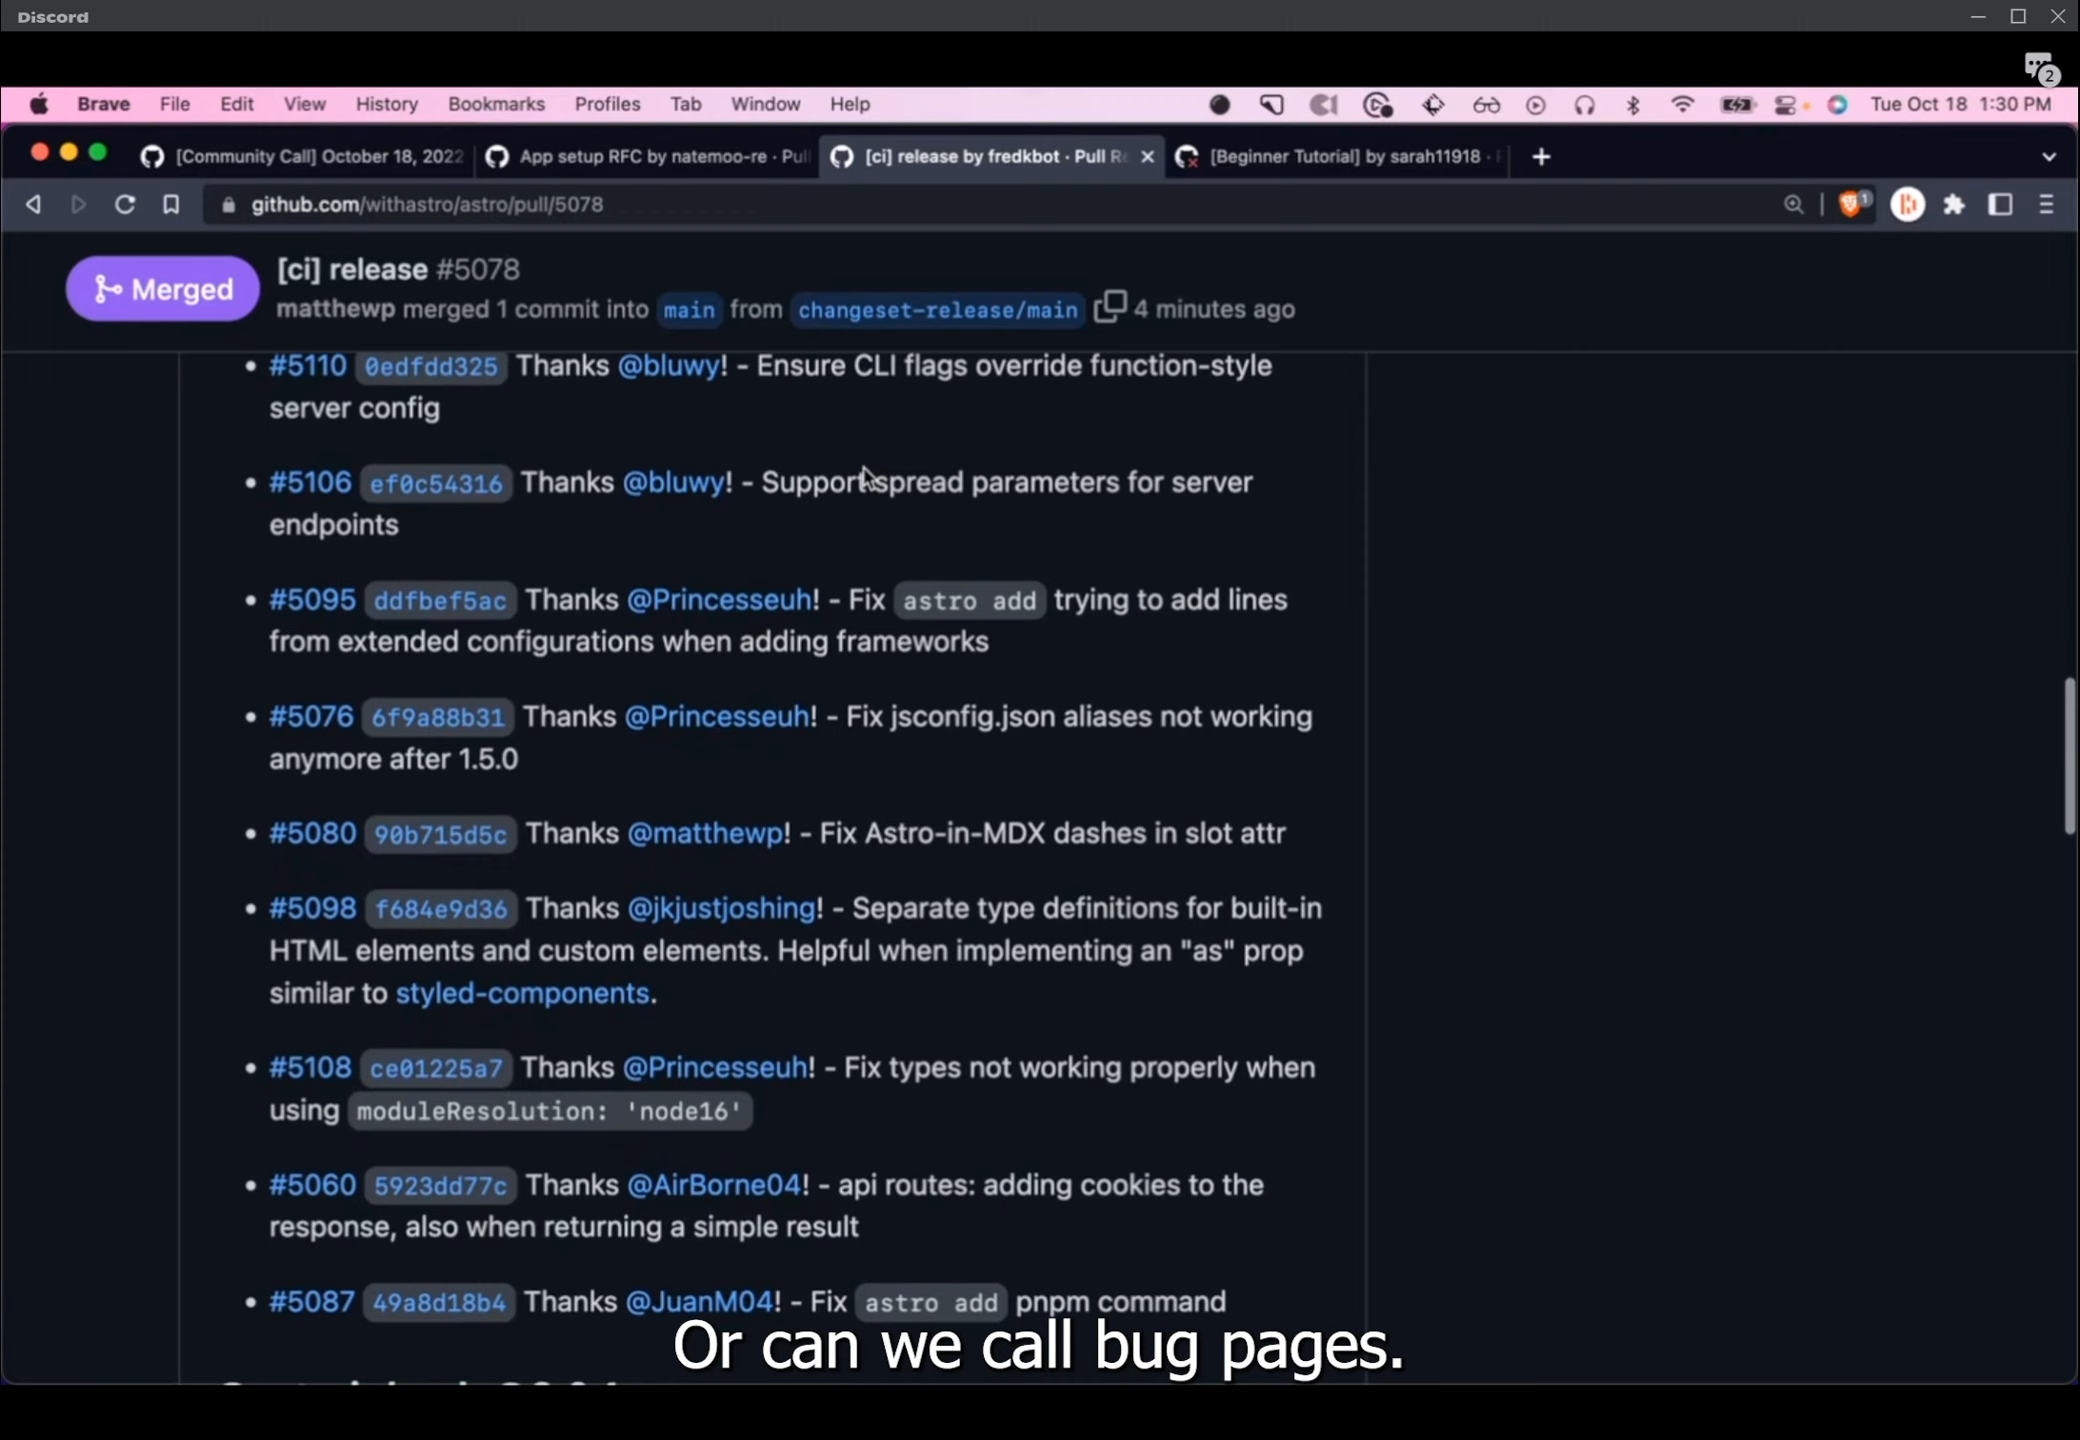 Discord
2
Brave File Edit View History Bookmarks Profiles Tab Window Help Tue Oct 18 1:30 PM
[Community Call] October 18, 2022 App setup RFC by natemoo-re · Pull [ci] release by fredkbot · Pull Re [Beginner Tutorial] by sarah11918 ·
github.com/withastro/astro/pull/5078 1
Merged
[ci] release #5078
matthewp merged 1 commit into main from changeset-release/main 4 minutes ago
• #5110 0edfdd325 Thanks @bluwy! - Ensure CLI flags override function-style
server config
• #5106 ef0c54316 Thanks @bluwy! - Support spread parameters for server
endpoints
• #5095 ddfbef5ac Thanks @Princesseuh! - Fix astro add trying to add lines
from extended configurations when adding frameworks
• #5076 6f9a88b31 Thanks @Princesseuh! - Fix jsconfig.json aliases not working
anymore after 1.5.0
• #5080 90b715d5c Thanks @matthewp! - Fix Astro-in-MDX dashes in slot attr
• #5098 f684e9d36 Thanks @jkjustjoshing! - Separate type definitions for built-in
HTML elements and custom elements. Helpful when implementing an "as" prop
similar to styled-components.
• #5108 ce01225a7 Thanks @Princesseuh! - Fix types not working properly when
using moduleResolution: 'node16'
• #5060 5923dd77c Thanks @AirBorne04! - api routes: adding cookies to the
response, also when returning a simple result
• #5087 49a8d18b4 Thanks @JuanM04! - Fix astro add pnpm command
Or can we call bug pages.